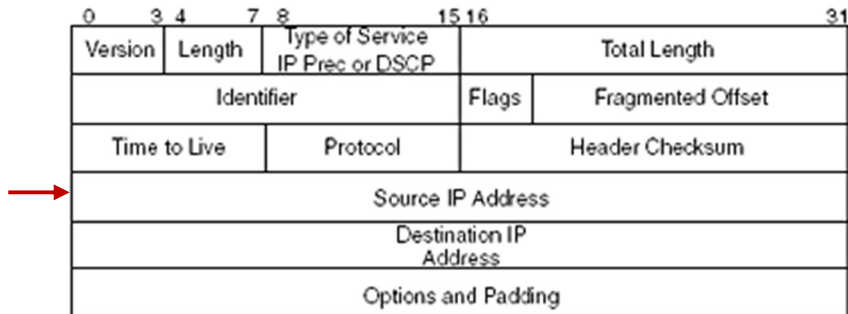 0 3 4 7 8 15 16 31
Version Length Type of Service Total Length
IP Prec or DSCP
Identifier Flags Fragmented Offset
Time to Live Protocol Header Checksum
Source IP Address
Destination IP
Address
Options and Padding